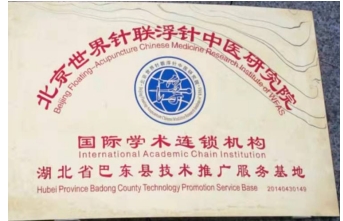 北京世界针联浮针中医研究院
Beijing Floating-Acupuncture Chinese Medicine Research Institute of WFAS
国际学术连锁机构
International Academic Chain Institution
湖北省巴东县技术推广服务基地
Hubei Province Badong County Technology Promotion Service Base 20140430149